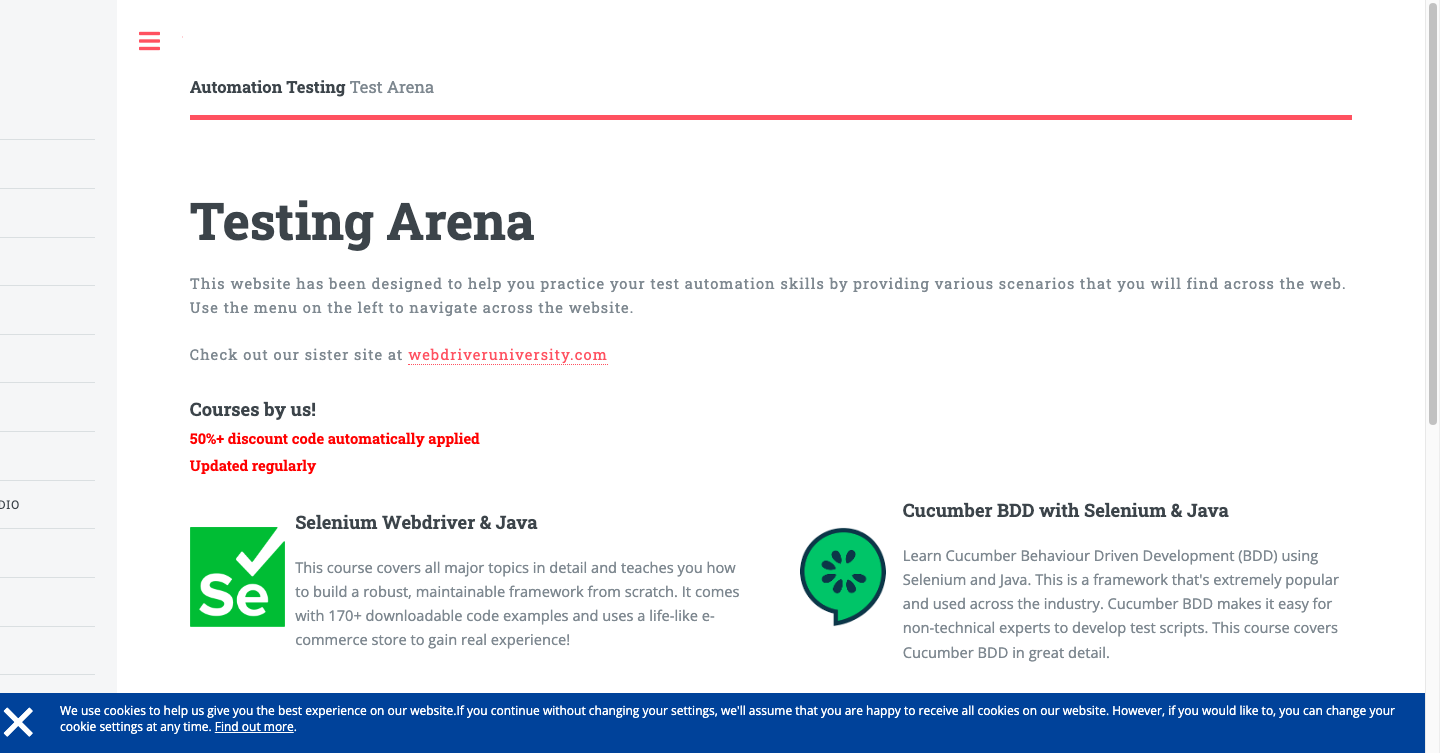 Automation Testing Test Arena
Testing Arena
This website has been designed to help you practice your test automation skills by providing various scenarios that you will find across the web.
Use the menu on the left to navigate across the website.
Check out our sister site at webdriveruniversity.com
Courses by us!
50%+ discount code automatically applied
Updated regularly
DIO
Se
Selenium Webdriver & Java
This course covers all major topics in detail and teaches you how
to build a robust, maintainable framework from scratch. It comes
with 170+ downloadable code examples and uses a life-like e-
commerce store to gain real experience!
Cucumber BDD with Selenium & Java
Learn Cucumber Behaviour Driven Development (BDD) using
Selenium and Java. This is a framework that's extremely popular
and used across the industry. Cucumber BDD makes it easy for
non-technical experts to develop test scripts. This course covers
Cucumber BDD in great detail.
We use cookies to help us give you the best experience on our website.If you continue without changing your settings, we'll assume that you are happy to receive all cookies on our website. However, if you would like to, you can change your
cookie settings at any time. Find out more.